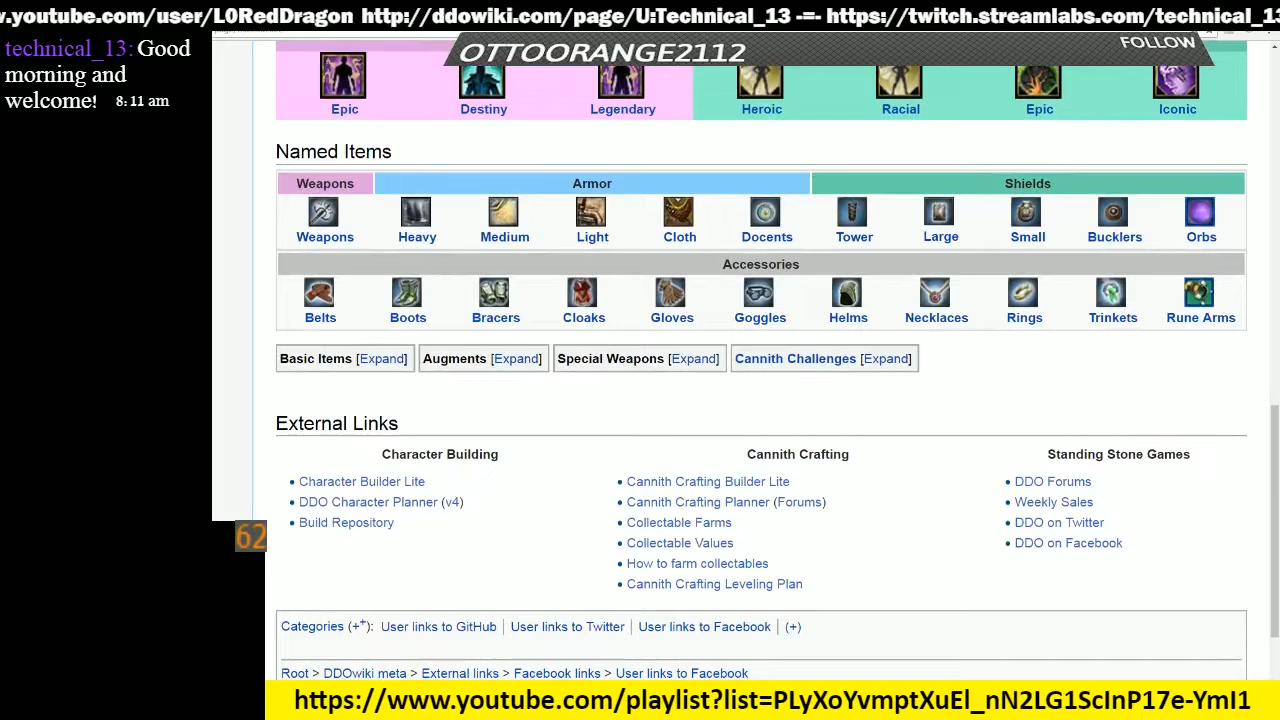 w.youtube.com/user/L0RedDragon http://ddowiki.com/page/U:Technical_13 -=- https://twitch.streamlabs.com/technical_13
technical_13: Good
morning and
welcome! 8:11 am
OTTOORANGE2112
FOLLOW
Epic Destiny Legendary Heroic Racial Epic Iconic
Named Items
Weapons Armor Shields
Weapons Heavy Medium Light Cloth Docents Tower Large Small Bucklers Orbs
Accessories
Belts Boots Bracers Cloaks Gloves Goggles Helms Necklaces Rings Trinkets Rune Arms
Basic Items [Expand] Augments [Expand] Special Weapons [Expand] Cannith Challenges [Expand]
External Links
Character Building
• Character Builder Lite
• DDO Character Planner (v4)
• Build Repository
Cannith Crafting
• Cannith Crafting Builder Lite
• Cannith Crafting Planner (Forums)
• Collectable Farms
• Collectable Values
• How to farm collectables
• Cannith Crafting Leveling Plan
Standing Stone Games
• DDO Forums
• Weekly Sales
• DDO on Twitter
• DDO on Facebook
62
Categories (++): User links to GitHub | User links to Twitter | User links to Facebook | (+)
Root > DDOwiki meta > External links > Facebook links > User links to Facebook
https://www.youtube.com/playlist?list=PLyXoYvmptXuEl_nN2LG1ScInP17e-YmI1